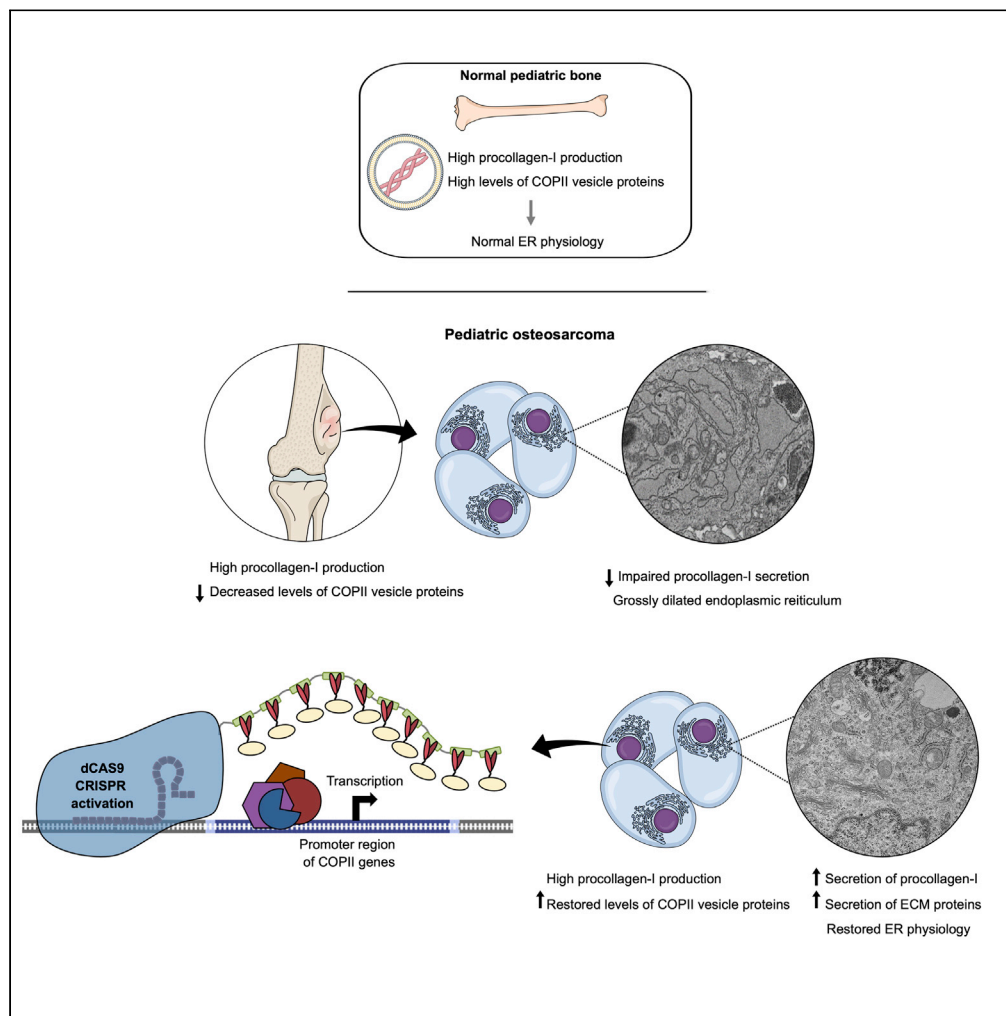 Normal pediatric bone
High procollagen-I production
High levels of COPII vesicle proteins
Normal ER physiology
Pediatric osteosarcoma
High procollagen-I production
Decreased levels of COPII vesicle proteins
Impaired procollagen-I secretion
Grossly dilated endoplasmic reiticulum
dCAS9
CRISPR
activation
Transcription
Promoter region
of COPII genes
High procollagen-I production
Restored levels of COPII vesicle proteins
Secretion of procollagen-I
Secretion of ECM proteins
Restored ER physiology